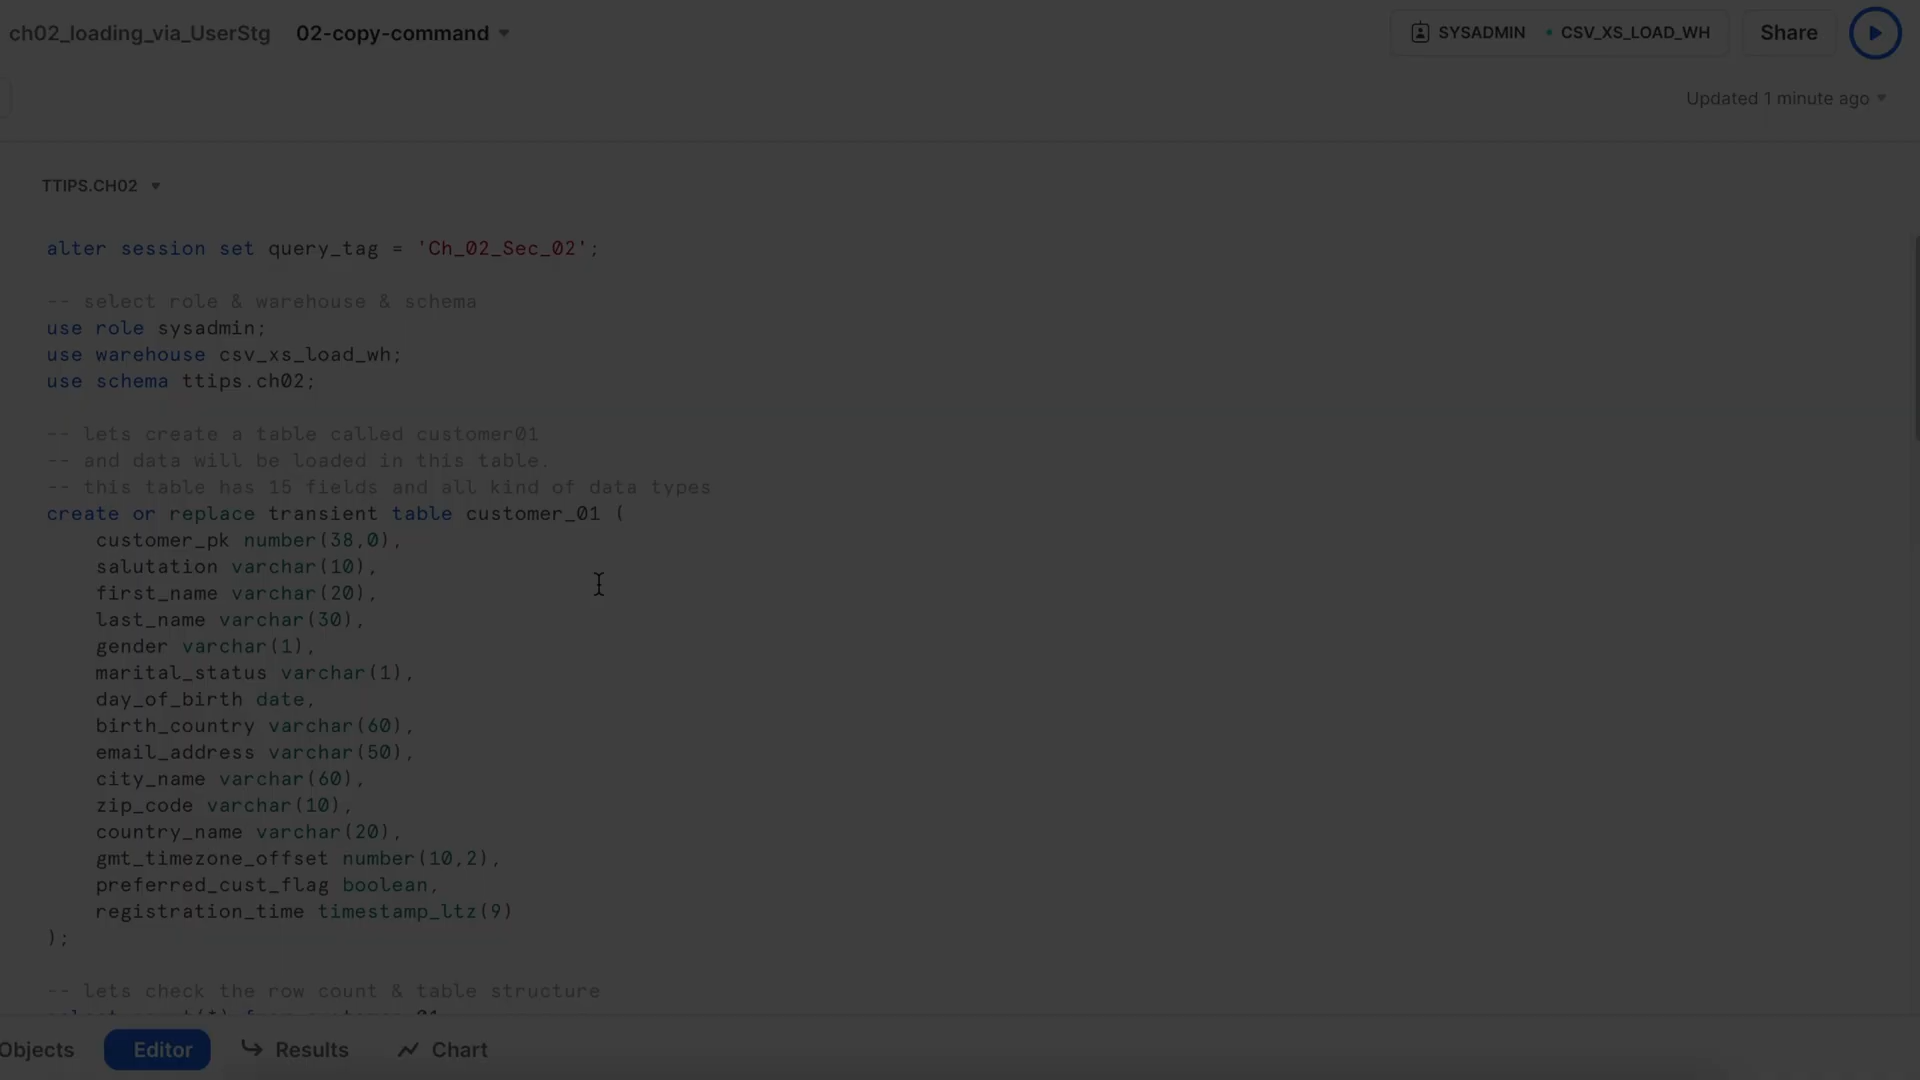 ch02_loading_via_UserStg 02-copy-command SYSADMIN CSV_XS_LOAD_WH Share
Updated 1 minute ago
TTIPS.CH02
alter session set query_tag = 'Ch_02_Sec_02';
-- select role & warehouse & schema
use role sysadmin;
use warehouse csv_xs_load_wh;
use schema ttips.ch02;
-- lets create a table called customer01
-- and data will be loaded in this table.
-- this table has 15 fields and all kind of data types
create or replace transient table customer_01 (
customer_pk number(38,0),
salutation varchar(10),
first_name varchar(20),
last_name varchar(30),
gender varchar(1),
marital_status varchar(1),
day_of_birth date,
birth_country varchar(60),
email_address varchar(50),
city_name varchar(60),
zip_code varchar(10),
country_name varchar(20),
gmt_timezone_offset number(10,2),
preferred_cust_flag boolean,
registration_time timestamp_ltz(9)
);
-- Lets check the row count & table structure
Objects Editor Results Chart